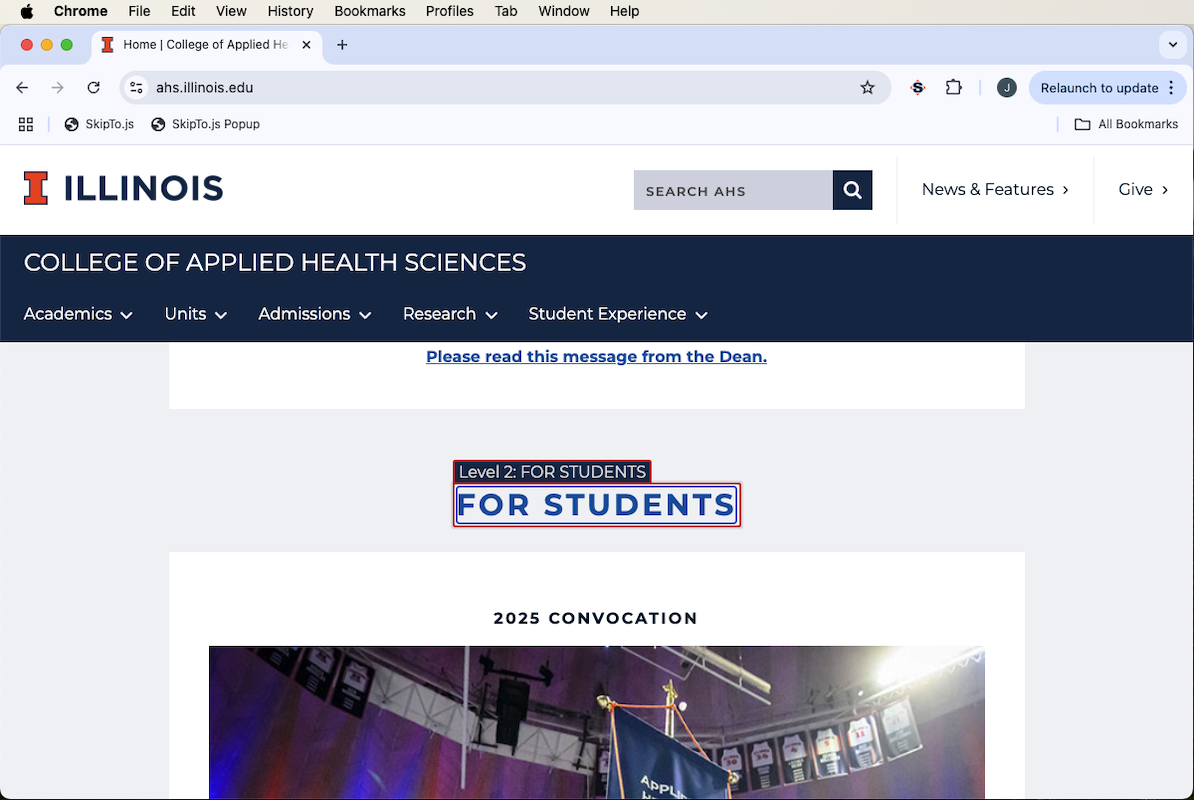 Chrome File Edit View History Bookmarks Profiles Tab Window Help
Home | College of Applied He
ahs.illinois.edu
J
Relaunch to update
SkipTo.js
SkipTo.js Popup
All Bookmarks
I ILLINOIS
SEARCH AHS
News & Features ›
Give ›
COLLEGE OF APPLIED HEALTH SCIENCES
Academics Units Admissions Research Student Experience
Please read this message from the Dean.
Level 2: FOR STUDENTS
FOR STUDENTS
2025 CONVOCATION